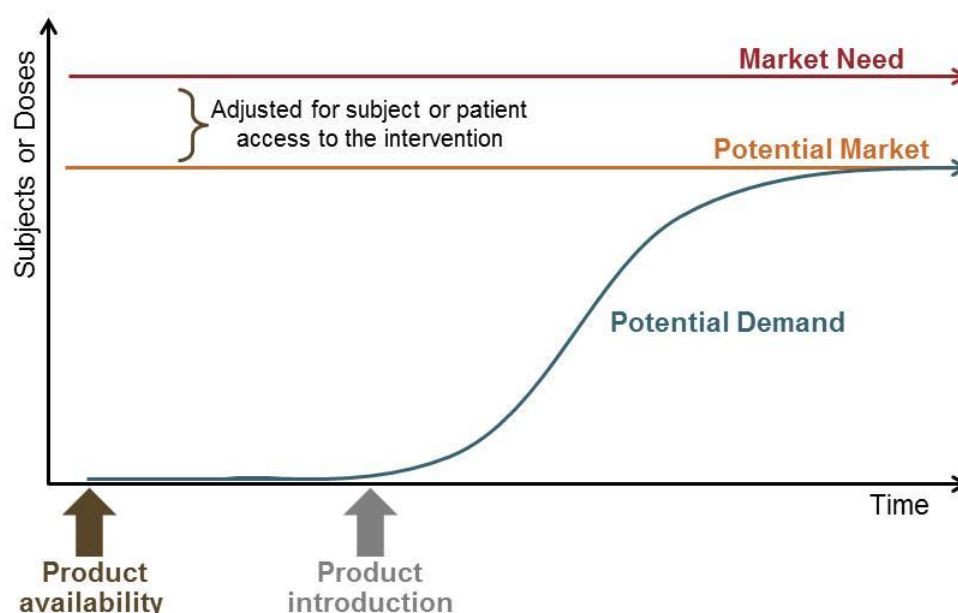 Market Need
Adjusted for subject or patient
access to the intervention
Potential Market
Subjects or Doses
Potential Demand
Time
Product
availability
Product
introduction